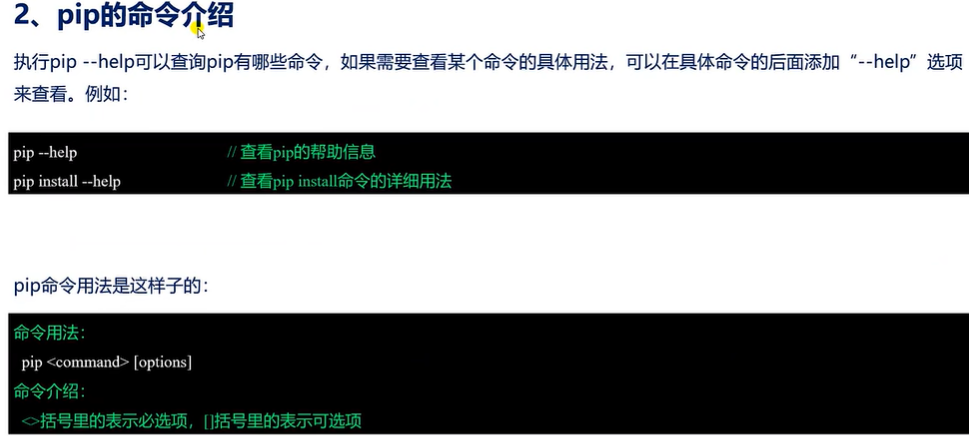 2、pip的命令介绍
执行pip --help可以查询pip有哪些命令，如果需要查看某个命令的具体用法，可以在具体命令的后面添加“--help”选项
来查看。例如：
pip --help // 查看pip的帮助信息
pip install --help // 查看pip install命令的详细用法
pip命令用法是这样子的：
命令用法：
pip <command> [options]
命令介绍：
<>括号里的表示必选项，[]括号里的表示可选项